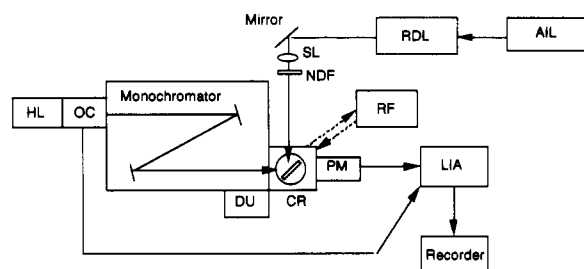 Mirror
SL
NDF
RDL
AIL
Monochromator
HL
OC
RF
PM
LIA
DU
CR
Recorder